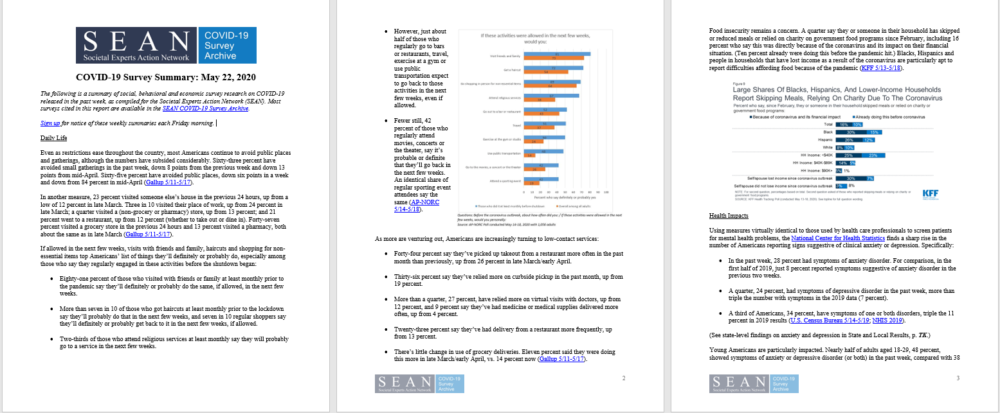 SEAN
Societal Experts Action Network
COVID-19
Survey
Archive
COVID-19 Survey Summary: May 22, 2020
The following is a summary of social, behavioral and economic survey research on COVID-19
released in the past week, as compiled for the Societal Experts Action Network (SEAN). Most
surveys cited in this report are available in the SEAN COVID-19 Survey Archive.
Sign up for notice of these weekly summaries each Friday morning.
Daily Life
Even as restrictions ease throughout the country, most Americans continue to avoid public places
and gatherings, although the numbers have subsided considerably. Sixty-three percent have
avoided small gatherings in the past week, down 8 points from the previous week and down 13
points from mid-April. Sixty-five percent have avoided public places, down six points in a week
and down from 84 percent in mid-April (Gallup 5/11-5/17).
In another measure, 23 percent visited someone else's house in the previous 24 hours, up from a
low of 12 percent in late March. Three in 10 visited their place of work, up from 24 percent in
late March; a quarter visited a (non-grocery or pharmacy) store, up from 13 percent; and 21
percent went to a restaurant, up from 12 percent (whether to take out or dine in). Forty-seven
percent visited a grocery store in the previous 24 hours and 13 percent visited a pharmacy, both
about the same as in late March (Gallup 5/11-5/17).
If allowed in the next few weeks, visits with friends and family, haircuts and shopping for non-
essential items top Americans' list of things they'll definitely or probably do, especially among
those who say they regularly engaged in these activities before the shutdown began:
• Eighty-one percent of those who visited with friends or family at least monthly prior to
the pandemic say they'll definitely or probably do the same, if allowed, in the next few
weeks.
• More than seven in 10 of those who got haircuts at least monthly prior to the lockdown
say they'll probably do that in the next few weeks, and seven in 10 regular shoppers say
they'll definitely or probably get back to it in the next few weeks, if allowed.
• Two-thirds of those who attend religious services at least monthly say they will probably
go to a service in the next few weeks.
• However, just about
half of those who
regularly go to bars
or restaurants, travel,
exercise at a gym or
use public
transportation expect
to go back to those
activities in the next
few weeks, even if
allowed.
• Fewer still, 42
percent of those who
regularly attend
movies, concerts or
the theater, say it's
probable or definite
that they'll go back in
the next few weeks.
An identical share of
regular sporting event
attendees say the
same (AP-NORC
5/14-5/18).
If these activities were allowed in the next few weeks,
would you:
Visit friends and family
Get a haircut
Go shopping in person for non-essential items
Attend religious services
Go out to a bar or restaurant
Travel
Exercise at the gym or studio
Use public transportation
Go to the movies, a concert or the theater
Attend a sporting event
0 10 20 30 40 50 60 70 80 90 100
Percent who say definitely or probably yes
Those who did at least monthly before shutdown
Overall among all adults
Questions: Before the coronavirus outbreak, about how often did you: / If these activities were allowed in the next
few weeks, would you personally:
Source: AP-NORC Poll conducted May 14-18, 2020 with 1,056 adults
As more are venturing out, Americans are increasingly turning to low-contact services:
• Forty-four percent say they've picked up takeout from a restaurant more often in the past
month than previously, up from 26 percent in late March/early April.
• Thirty-six percent say they've relied more on curbside pickup in the past month, up from
19 percent.
• More than a quarter, 27 percent, have relied more on virtual visits with doctors, up from
12 percent, and 9 percent say they've had medicine or medical supplies delivered more
often, up from 4 percent.
• Twenty-three percent say they've had delivery from a restaurant more frequently, up
from 13 percent.
• There's little change in use of grocery deliveries. Eleven percent said they were doing
this more in late March/early April, vs. 14 percent now (Gallup 5/11-5/17).
SEAN
Societal Experts Action Network
COVID-19
Survey
Archive
2
Food insecurity remains a concern. A quarter say they or someone in their household has skipped
or reduced meals or relied on charity on government food programs since February, including 16
percent who say this was directly because of the coronavirus and its impact on their financial
situation. (Ten percent already were doing this before the pandemic hit.) Blacks, Hispanics and
people in households that have lost income as a result of the coronavirus are particularly apt to
report difficulties affording food because of the pandemic (KFF 5/13-5/18).
Figure 9
Large Shares Of Blacks, Hispanics, And Lower-Income Households
Report Skipping Meals, Relying On Charity Due To The Coronavirus
Percent who say, since February, they or someone in their household skipped meals or relying on charity or
government food programs:
Because of coronavirus and its financial impact
Already doing this before coronavirus
Total 16% 10%
Black 30% 15%
Hispanic 26% 12%
White 8% 10%
HH Income: <$40K 25% 23%
HH Income: $40K-$89K 14% 5%
HH Income: $90K+ 1%
Self/spouse lost income since coronavirus outbreak 30% 7%
Self/spouse did not lose income since coronavirus outbreak 8%
NOTE: For second question, percentages based on total. Second question asked of those who reported skipping meals or relying on charity or
government food programs.
SOURCE: KFF Health Tracking Poll (conducted May 13-18, 2020). See topline for full question wording.
KFF
Health Impacts
Using measures virtually identical to those used by health care professionals to screen patients
for mental health problems, the National Center for Health Statistics finds a sharp rise in the
number of Americans reporting signs suggestive of clinical anxiety or depression. Specifically:
• In the past week, 28 percent had symptoms of anxiety disorder. For comparison, in the
first half of 2019, just 8 percent reported symptoms suggestive of anxiety disorder in the
previous two weeks.
• A quarter, 24 percent, had symptoms of depressive disorder in the past week, more than
triple the number with symptoms in the 2019 data (7 percent).
• A third of Americans, 34 percent, have symptoms of one or both disorders, triple the 11
percent in 2019 results (U.S. Census Bureau 5/14-5/19; NHIS 2019).
(See state-level findings on anxiety and depression in State and Local Results, p. TK.)
Young Americans are particularly impacted. Nearly half of adults aged 18-29, 48 percent,
showed symptoms of anxiety or depressive disorder (or both) in the past week, compared with 38
SEAN
Societal Experts Action Network
COVID-19
Survey
Archive
3